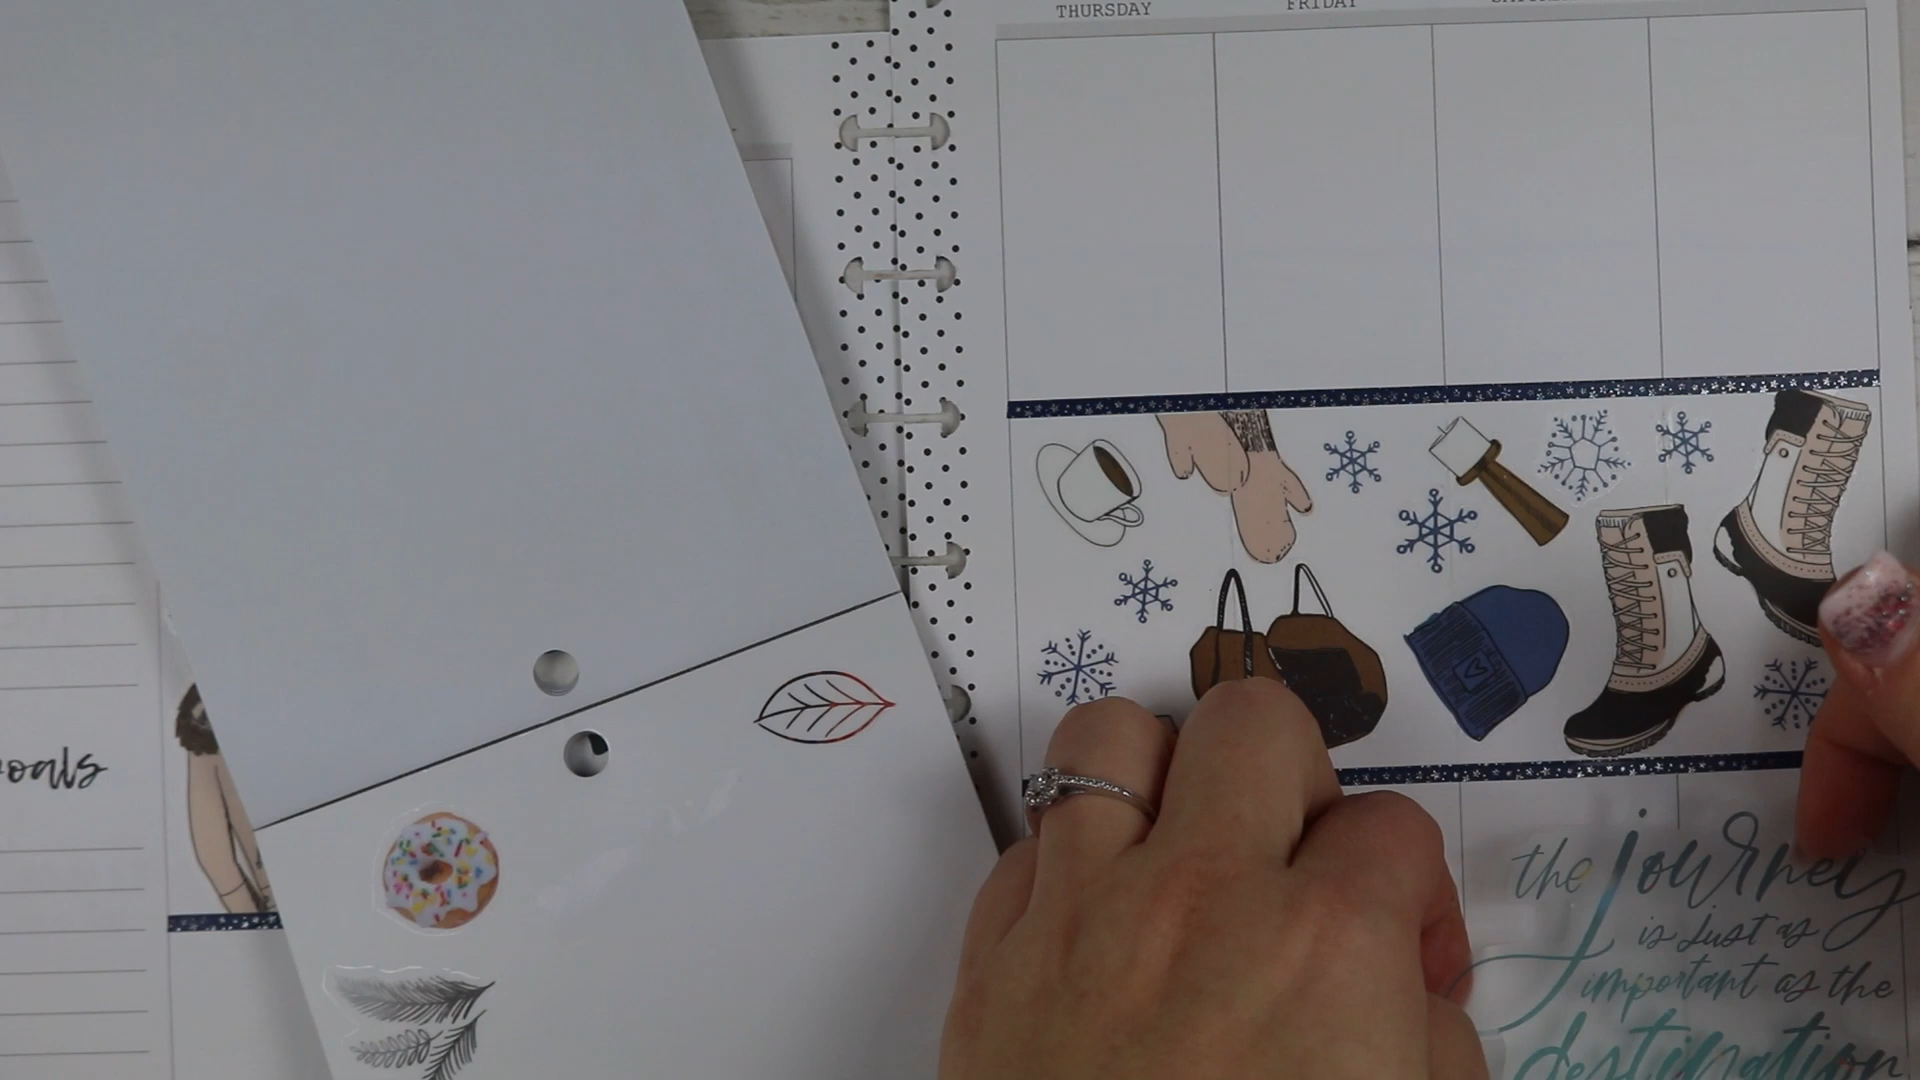 THURSDAY
FRIDAY
oals
the journey
is just as
important as the
destination